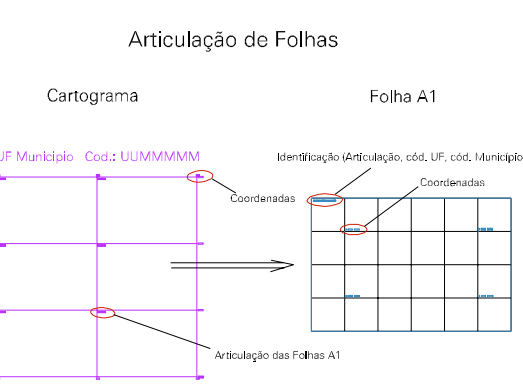 Articulação de Folhas
Cartograma
Folha A1
UF Municipio Cod.: UUMMMMM
Identificação (Articulação, cód. UF, cód. Município
Coordenadas
Coordenadas
Articulação das Folhas A1